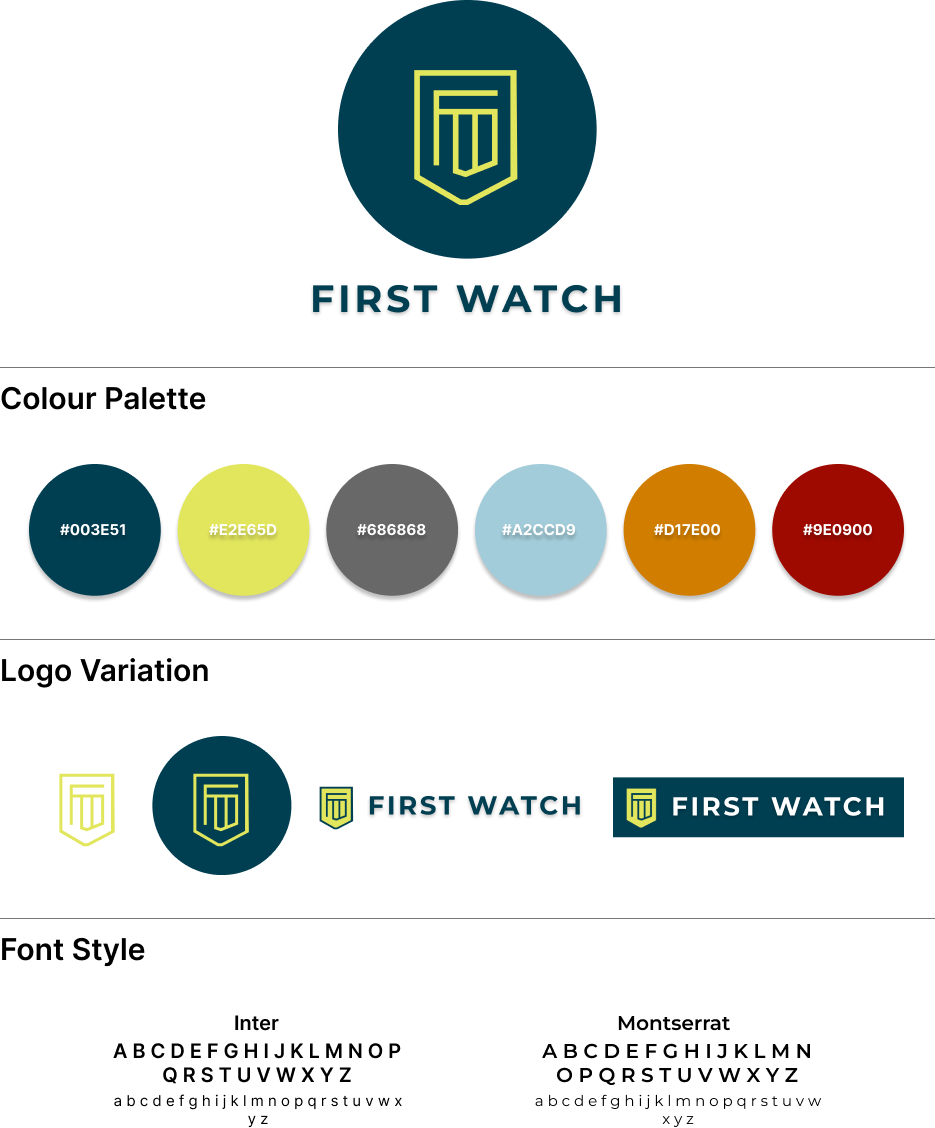 FIRST WATCH
Colour Palette
#003E51 #E2E65D #686868 #A2CCD9 #D17E00 #9E0900
Logo Variation
FIRST WATCH FIRST WATCH
Font Style
Inter
A B C D E F G H I J K L M N O P
Q R S T U V W X Y Z
a b c d e f g h i j k l m n o p q r s t u v w x
y z
Montserrat
A B C D E F G H I J K L M N
O P Q R S T U V W X Y Z
a b c d e f g h i j k l m n o p q r s t u v w
x y z